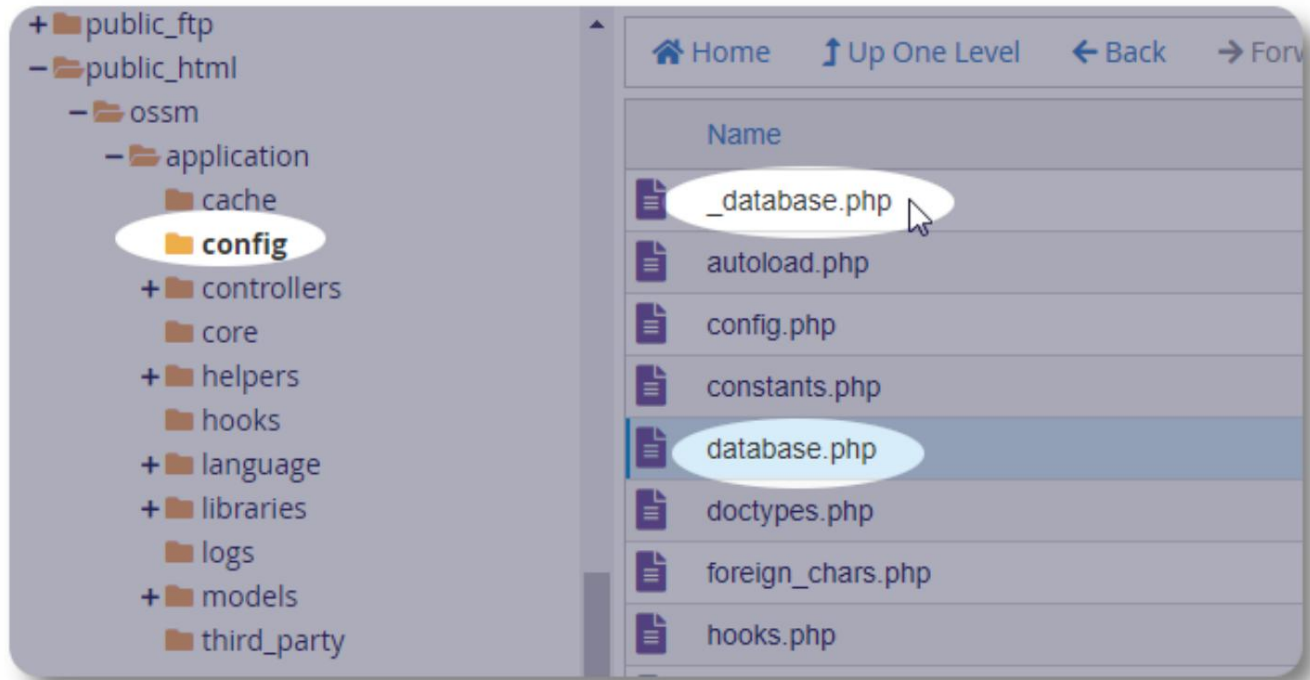 public_ftp
public_html
ossm
application
cache
config
controllers
core
helpers
hooks
language
libraries
logs
models
third_party
Home Up One Level Back
Name
_database.php
autoload.php
config.php
constants.php
database.php
doctypes.php
foreign_chars.php
hooks.php